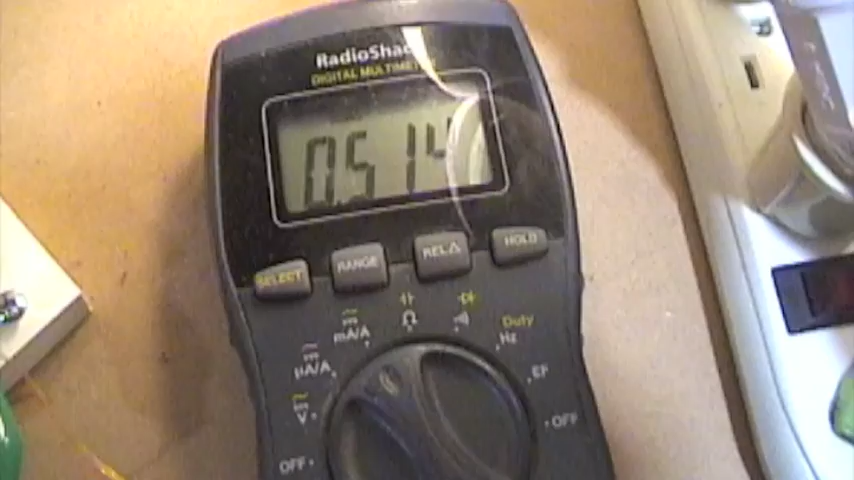 RadioShack
DIGITAL MULTIMETER
0.514
SELECT
RANGE
REL△
HOLD
mA/A
Ω
Duty
Hz
µA/A
EF
V
OFF
OFF